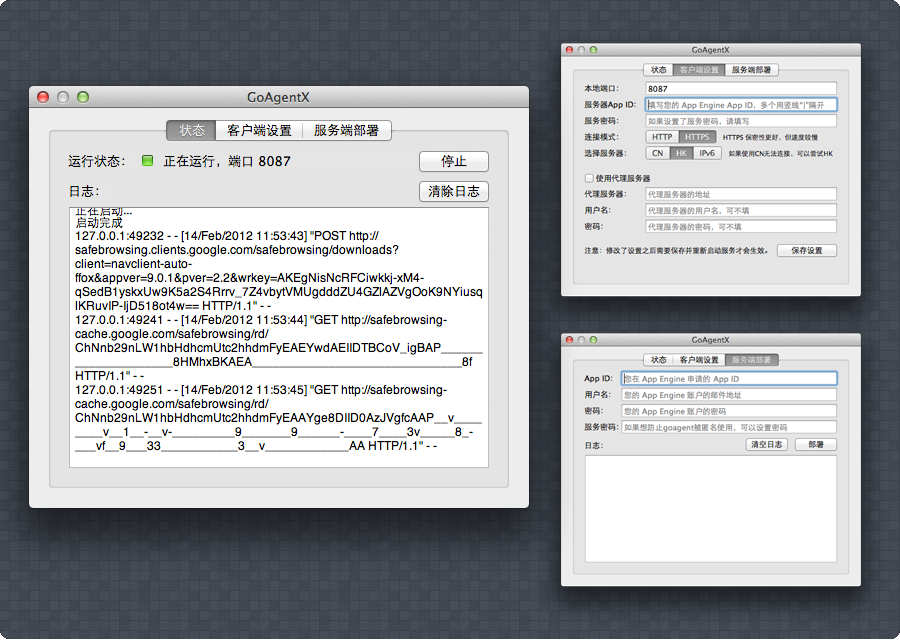 GoAgentX
状态 客户端设置 服务端部署
运行状态: 正在运行，端口 8087 停止
日志: 清除日志
正在启动...
启动完成
127.0.0.1:49232 - - [14/Feb/2012 11:53:43] "POST http://
safebrowsing.clients.google.com/safebrowsing/downloads?
client=navclient-auto-
ffox&appver=9.0.1&pver=2.2&wrkey=AKEgNisNcRFCiwkkj-xM4-
qSedB1yskxUw9K5a2S4Rrrv_7Z4vbytVMUgdddZU4GZlAZVgOoK9NYiusq
lKRuvIP-IjD518ot4w== HTTP/1.1" - -
127.0.0.1:49241 - - [14/Feb/2012 11:53:44] "GET http://safebrowsing-
cache.google.com/safebrowsing/rd/
ChNnb29nLW1hbHdhcmUtc2hhdmFyEAEYwdAEIIDTBCoV_igBAP______
______________8HMhxBKAEA______________________________8f
HTTP/1.1" - -
127.0.0.1:49251 - - [14/Feb/2012 11:53:45] "GET http://safebrowsing-
cache.google.com/safebrowsing/rd/
ChNnb29nLW1hbHdhcmUtc2hhdmFyEAAYge8DIID0AzJVgfcAAP__v____
____v__1__-__v-_________9_______9______-____7____3v_____8_-
___vf__9___33___________3__v____________AA HTTP/1.1" - -
GoAgentX
状态 客户端设置 服务端部署
本地端口: 8087
服务器App ID: 填写您的 App Engine App ID，多个用竖线"|"隔开
服务密码: 如果设置了服务密码，请填写
连接模式: HTTP HTTPS HTTPS 保密性更好，但速度较慢
选择服务器: CN HK IPv6 如果使用CN无法连接，可以尝试HK
使用代理服务器
代理服务器: 代理服务器的地址
用户名: 代理服务器的用户名，可不填
密码: 代理服务器的密码，可不填
注意: 修改了设置之后需要保存并重新启动服务才会生效。 保存设置
GoAgentX
状态 客户端设置 服务端部署
App ID: 您在 App Engine 申请的 App ID
用户名: 您的 App Engine 账户的邮件地址
密码: 您的 App Engine 账户的密码
服务密码: 如果想防止goagent被匿名使用，可以设置密码
日志: 清空日志 部署